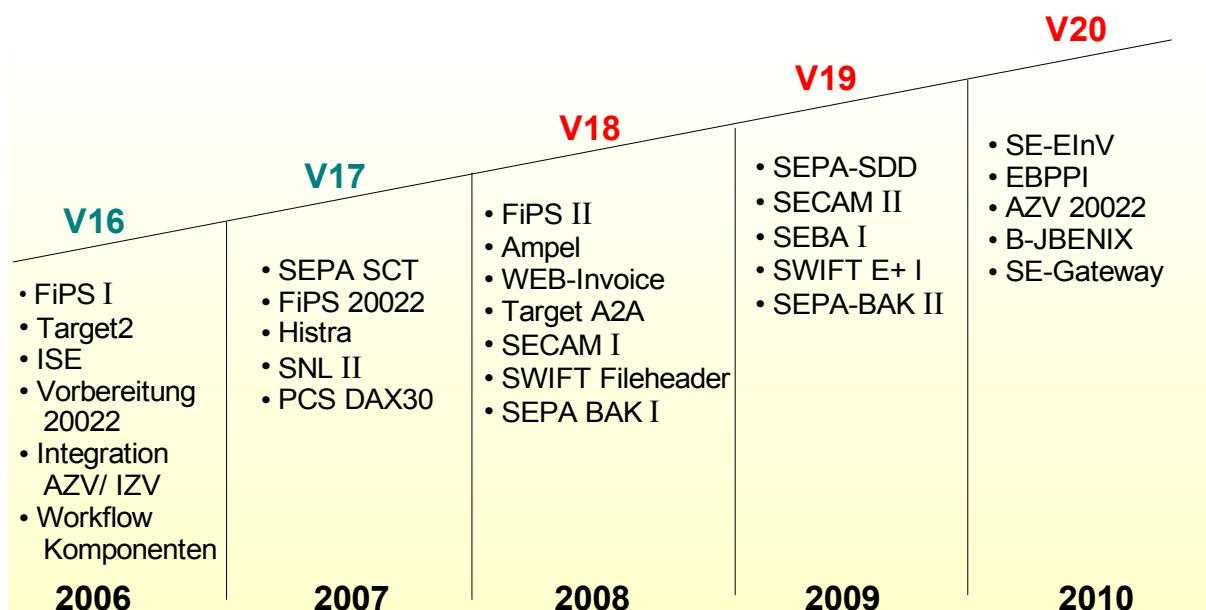 V16
• FiPS I
• Target2
• ISE
• Vorbereitung
20022
• Integration
AZV/ IZV
• Workflow
Komponenten
2006
V17
• SEPA SCT
• FiPS 20022
• Histra
• SNL II
• PCS DAX30
2007
V18
• FiPS II
• Ampel
• WEB-Invoice
• Target A2A
• SECAM I
• SWIFT Fileheader
• SEPA BAK I
2008
V19
• SEPA-SDD
• SECAM II
• SEBA I
• SWIFT E+ I
• SEPA-BAK II
2009
V20
• SE-EInV
• EBPPI
• AZV 20022
• B-JBENIX
• SE-Gateway
2010